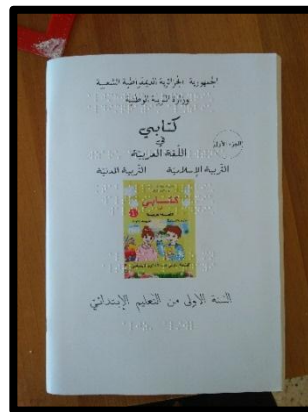 الجمهورية الجزائرية الديمقراطية الشعبية
وزارة التربية الوطنية
كتابي
في
اللغة العربية
الجزء الأول
التربية الإسلامية التربية المدنية
كتابي
السنة الأولى من التعليم الابتدائي